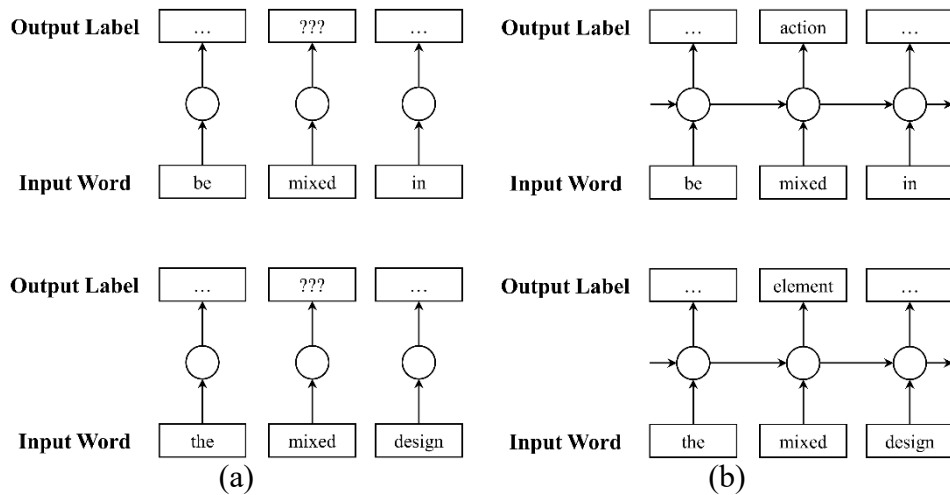 Output Label … ??? … Output Label … action …
Input Word be mixed in Input Word be mixed in
Output Label … ??? … Output Label … element …
Input Word the mixed design Input Word the mixed design
(a) (b)